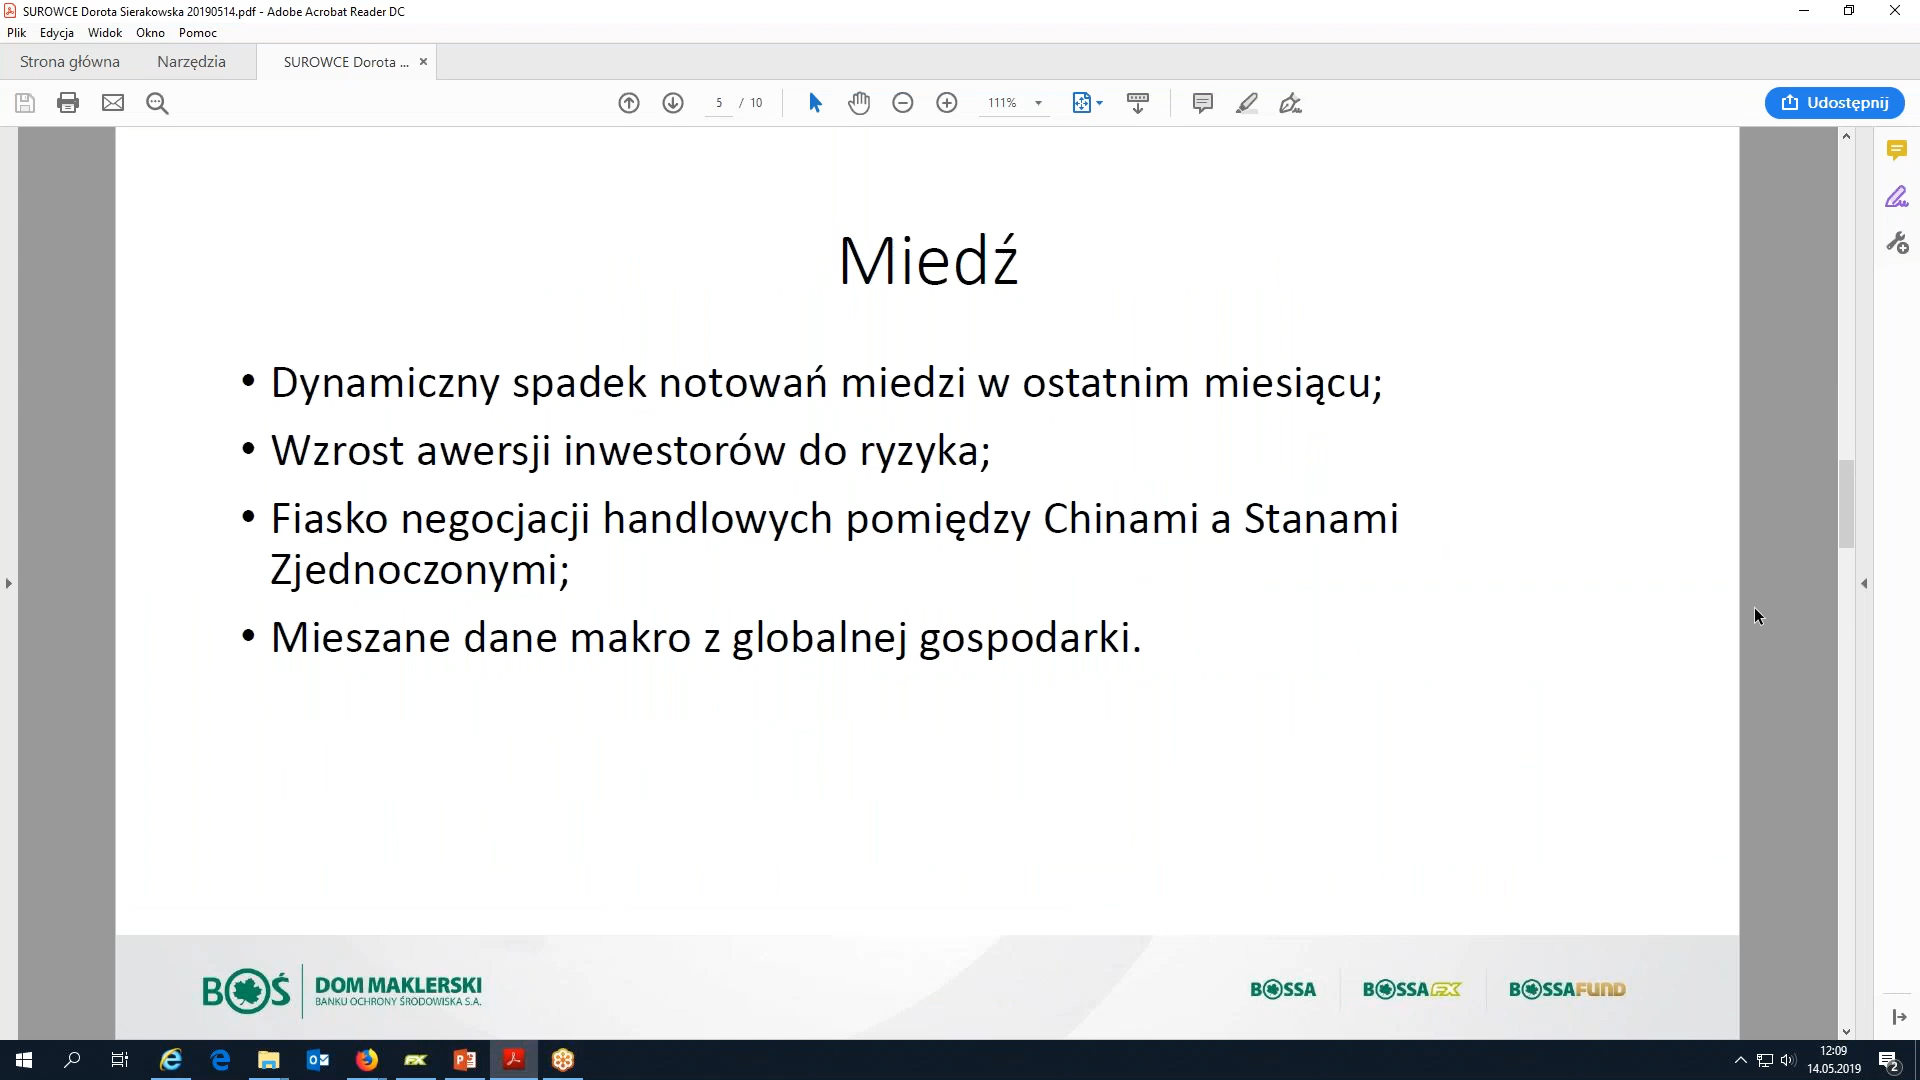 SUROWCE Dorota Sierakowska 20190514.pdf - Adobe Acrobat Reader DC
Plik Edycja Widok Okno Pomoc
Strona główna Narzędzia SUROWCE Dorota ...
5 / 10 111% Udostępnij
Miedź
• Dynamiczny spadek notowań miedzi w ostatnim miesiącu;
• Wzrost awersji inwestorów do ryzyka;
• Fiasko negocjacji handlowych pomiędzy Chinami a Stanami
Zjednoczonymi;
• Mieszane dane makro z globalnej gospodarki.
BOŚ DOM MAKLERSKI
BANKU OCHRONY ŚRODOWISKA S.A.
BOSSA BOSSAFX BOSSAFUND
12:09
14.05.2019
2